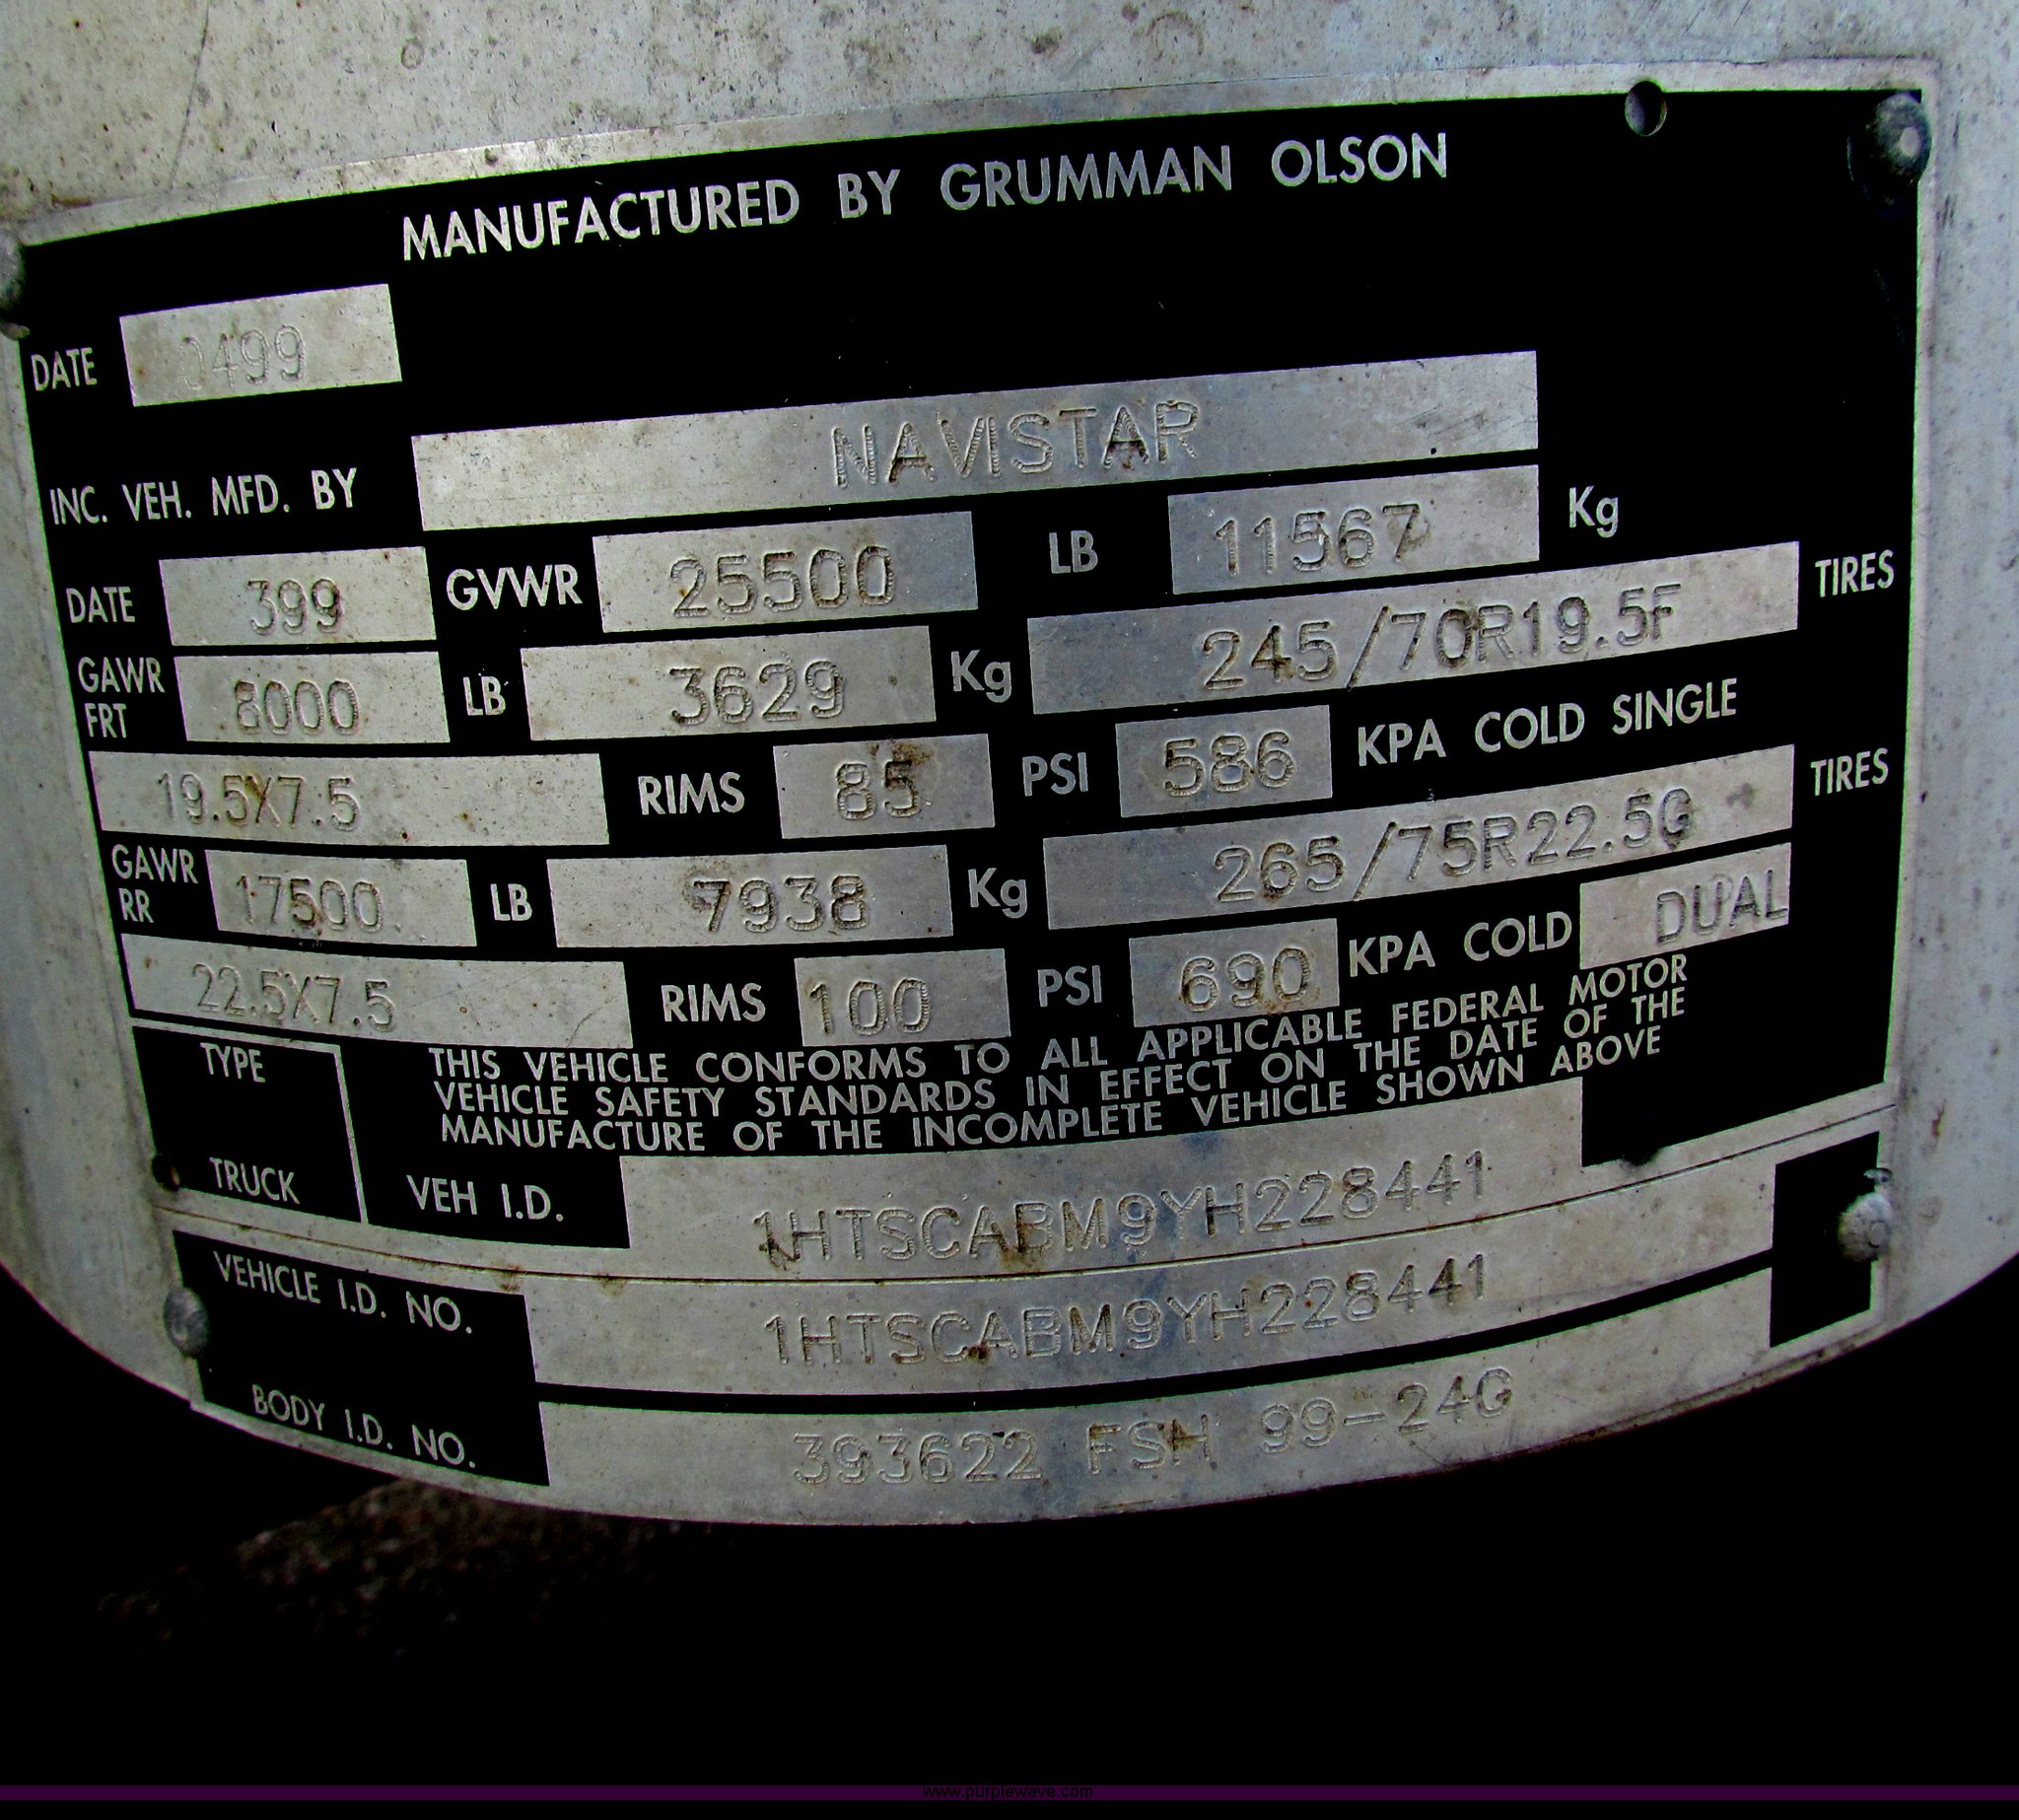 MANUFACTURED BY GRUMMAN OLSON
DATE 0499
INC. VEH. MFD. BY NAVISTAR
DATE 399 GVWR 25500 LB 11567 Kg
GAWR FRT 8000 LB 3629 Kg 245/70R19.5F TIRES
19.5X7.5 RIMS 85 PSI 586 KPA COLD SINGLE
GAWR RR 17500 LB 7938 Kg 265/75R22.5G TIRES
22.5X7.5 RIMS 100 PSI 690 KPA COLD DUAL
TYPE
TRUCK
THIS VEHICLE CONFORMS TO ALL APPLICABLE FEDERAL MOTOR
VEHICLE SAFETY STANDARDS IN EFFECT ON THE DATE OF THE
MANUFACTURE OF THE INCOMPLETE VEHICLE SHOWN ABOVE
VEH I.D. 1HTSCABM9YH228441
VEHICLE I.D. NO. 1HTSCABM9YH228441
BODY I.D. NO. 393622 FSH 99-24G
www.purplewave.com